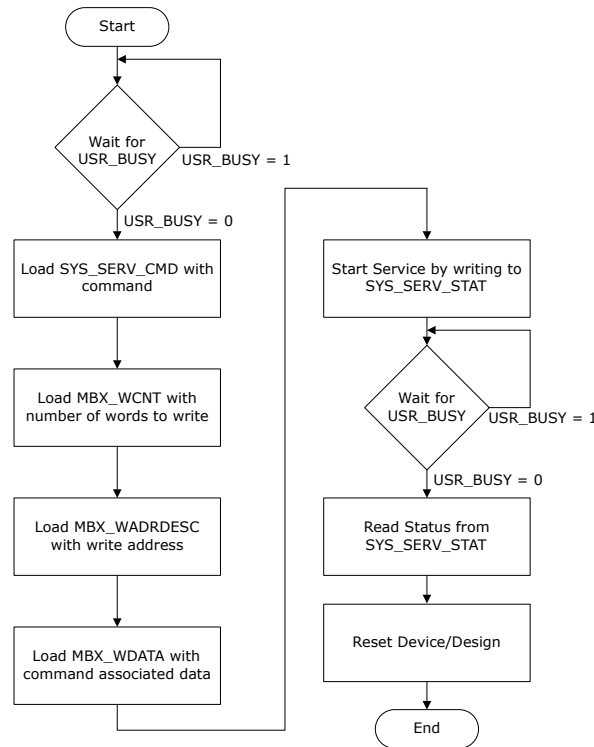 Start
Wait for
USR_BUSY
USR_BUSY = 1
USR_BUSY = 0
Load SYS_SERV_CMD with
command
Load MBX_WCNT with
number of words to write
Load MBX_WADRDESC
with write address
Load MBX_WDATA with
command associated data
Start Service by writing to
SYS_SERV_STAT
Wait for
USR_BUSY
USR_BUSY = 1
USR_BUSY = 0
Read Status from
SYS_SERV_STAT
Reset Device/Design
End